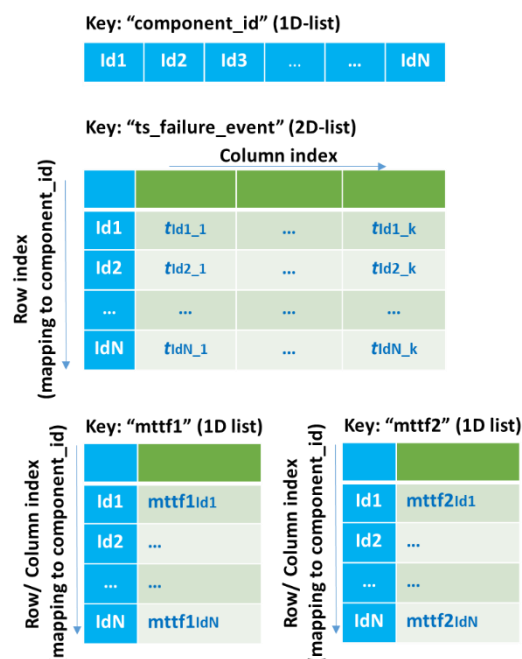 Key: “component_id” (1D-list)
Id1 Id2 Id3 ... ... IdN
Key: “ts_failure_event” (2D-list)
Column index
Row index
(mapping to component_id)
Id1 tId1_1 ... tId1_k
Id2 tId2_1 ... tId2_k
... ... ... ...
IdN tIdN_1 ... tIdN_k
Key: “mttf1” (1D list)
Row/ Column index
(mapping to component_id)
Id1 mttf1Id1
Id2 ...
... ...
IdN mttf1IdN
Key: “mttf2” (1D list)
Row/ Column index
(mapping to component_id)
Id1 mttf2Id1
Id2 ...
... ...
IdN mttf2IdN